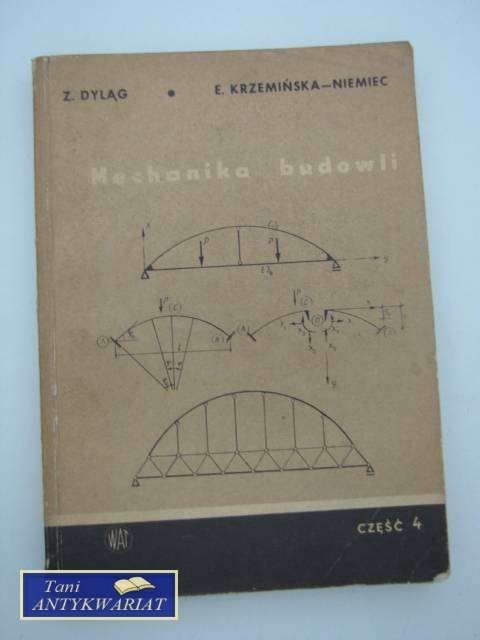 Z. DYLĄG • E. KRZEMIŃSKA—NIEMIEC
Mechanika budowli
P
P
P
(C)
P
(C)
(A)
(B)
(A)
(B)
WAT
CZĘŚĆ 4
Tani
ANTYKWARIAT